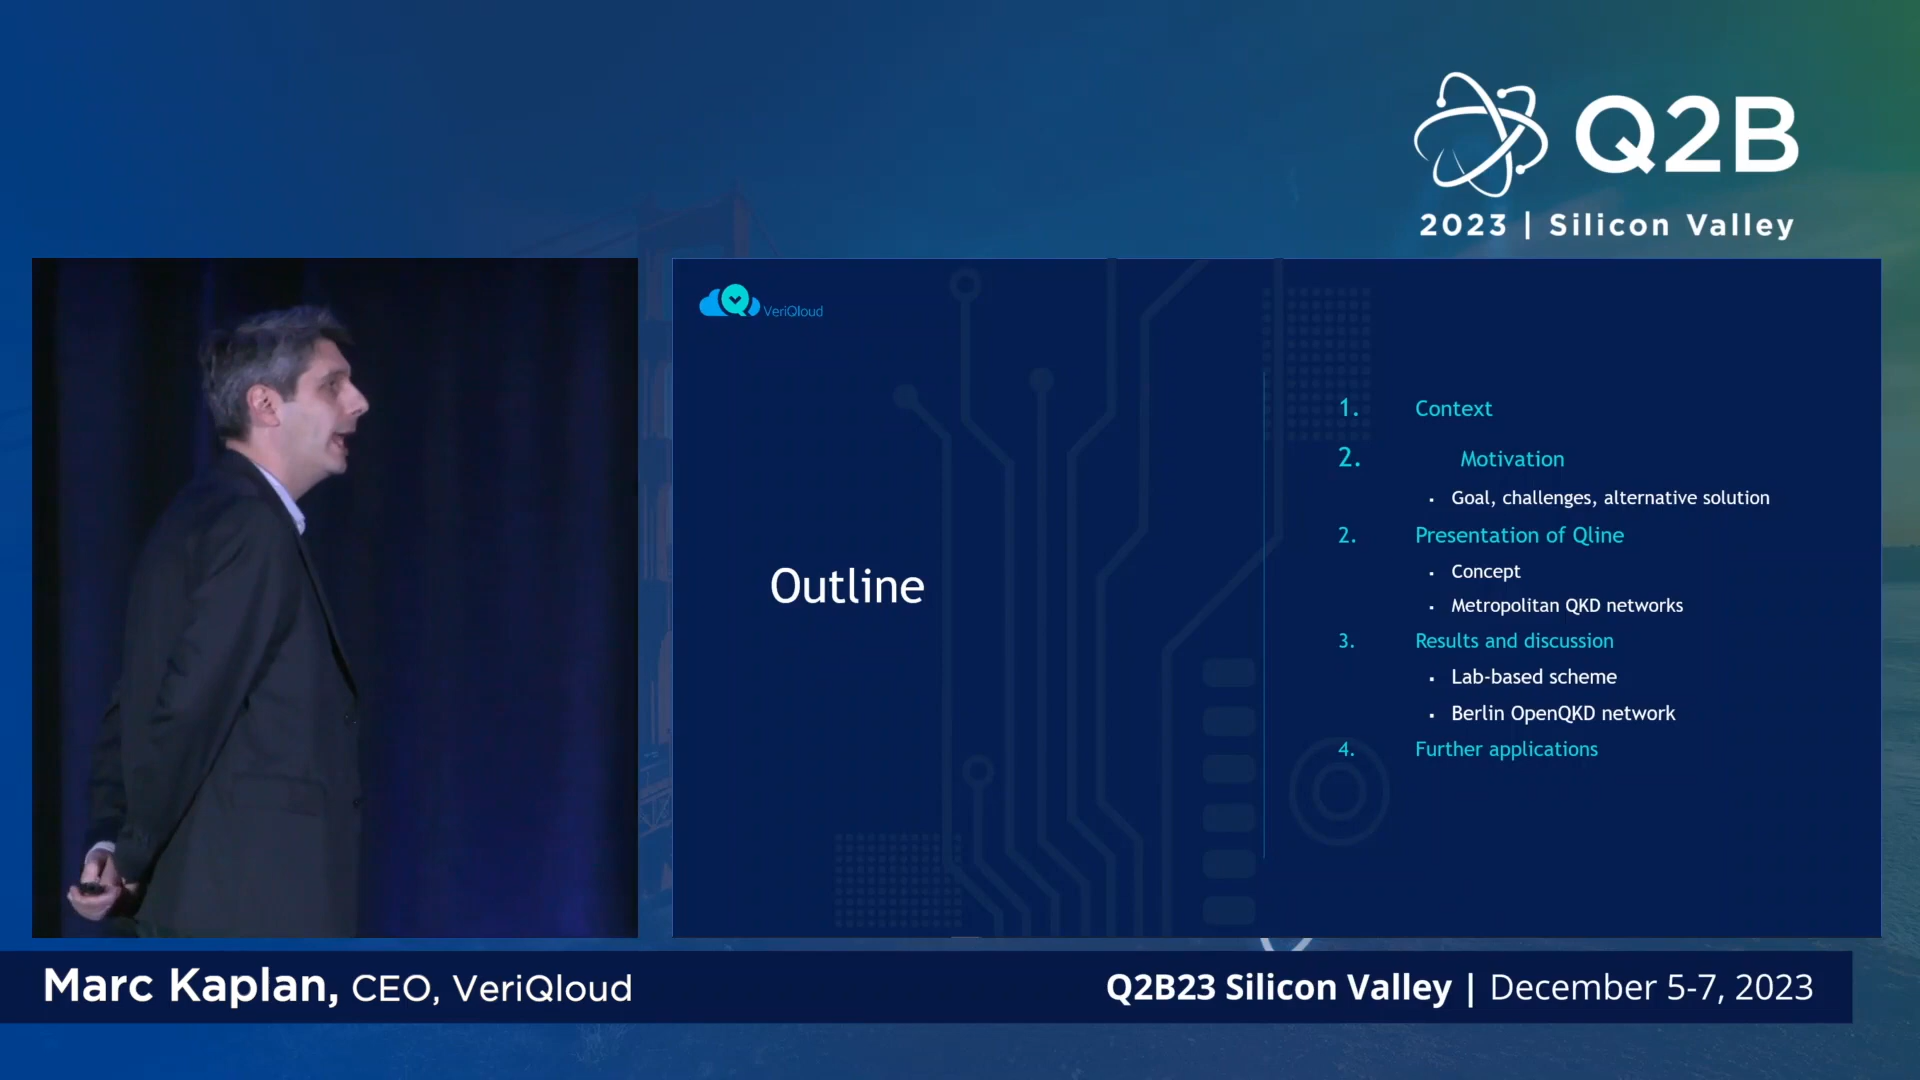 Q2B
2023 | Silicon Valley
VeriQloud
Outline
1. Context
2. Motivation
▪ Goal, challenges, alternative solution
2. Presentation of Qline
▪ Concept
▪ Metropolitan QKD networks
3. Results and discussion
▪ Lab-based scheme
▪ Berlin OpenQKD network
4. Further applications
Marc Kaplan, CEO, VeriQloud
Q2B23 Silicon Valley | December 5-7, 2023